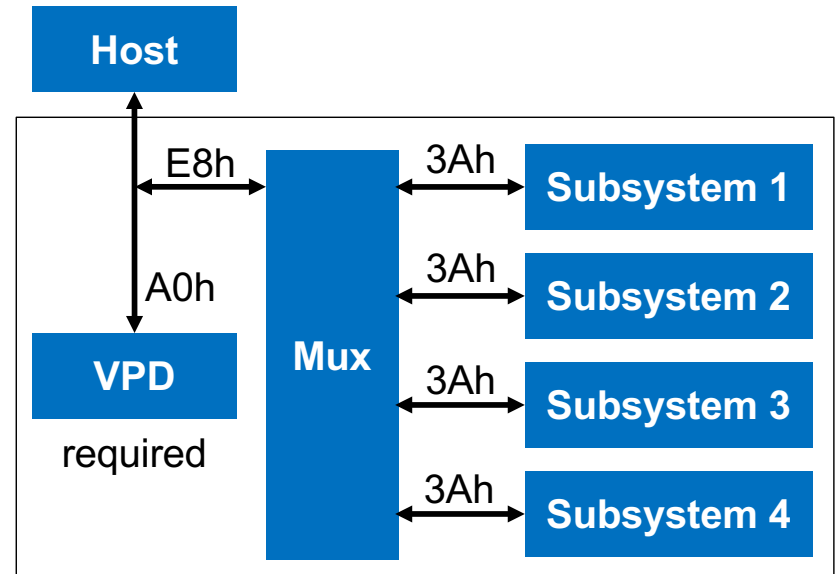 Host
E8h
A0h
VPD
required
Mux
3Ah
Subsystem 1
3Ah
Subsystem 2
3Ah
Subsystem 3
3Ah
Subsystem 4